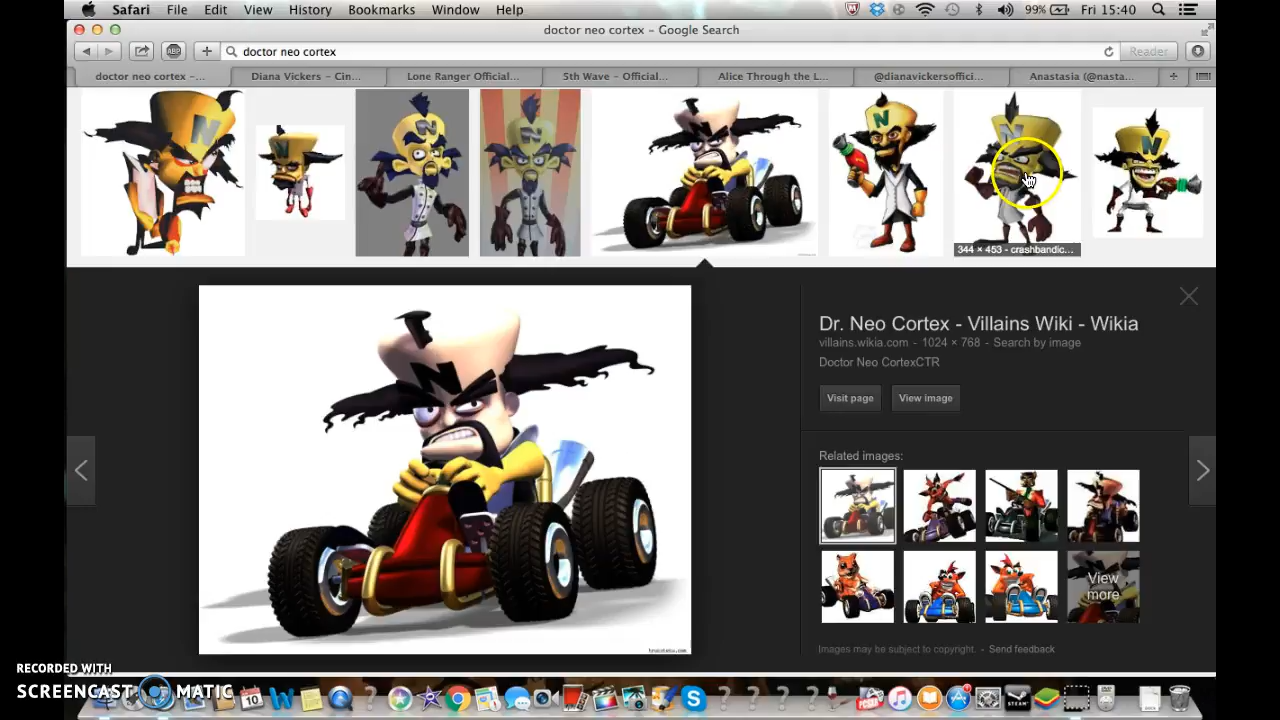 Safari File Edit View History Bookmarks Window Help 99% Fri 15:40
doctor neo cortex – Google Search
ABP + doctor neo cortex Reader
doctor neo cortex –... Diana Vickers – Cin... Lone Ranger Official... 5th Wave – Official... Alice Through the L... @dianavickersoffici... Anastasia (@nasta... +
N
344 × 453 - crashbandic...
Dr. Neo Cortex - Villains Wiki - Wikia
villains.wikia.com - 1024 × 768 - Search by image
Doctor Neo CortexCTR
Visit page View image
Related images:
View more
Images may be subject to copyright. - Send feedback
RECORDED WITH
SCREENCAST MATIC
10
STEAM